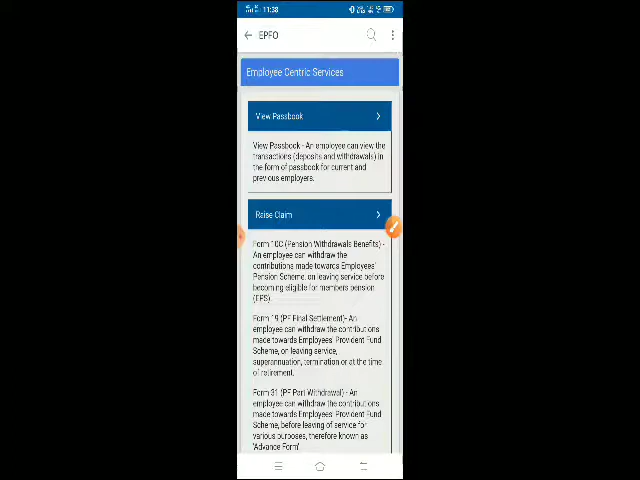 11:38
EPFO
Employee Centric Services
View Passbook
View Passbook - An employee can view the
transactions (deposits and withdrawals) in
the form of passbook for current and
previous employers.
Raise Claim
Form 10C (Pension Withdrawals Benefits) -
An employee can withdraw the
contributions made towards Employees'
Pension Scheme, on leaving service before
becoming eligible for members pension
(EPS).
Form 19 (PF Final Settlement)- An
employee can withdraw the contributions
made towards Employees' Provident Fund
Scheme, on leaving service,
superannuation, termination or at the time
of retirement.
Form 31 (PF Part Withdrawal) - An
employee can withdraw the contributions
made towards Employees' Provident Fund
Scheme, before leaving of service for
various purposes, therefore known as
'Advance Form'